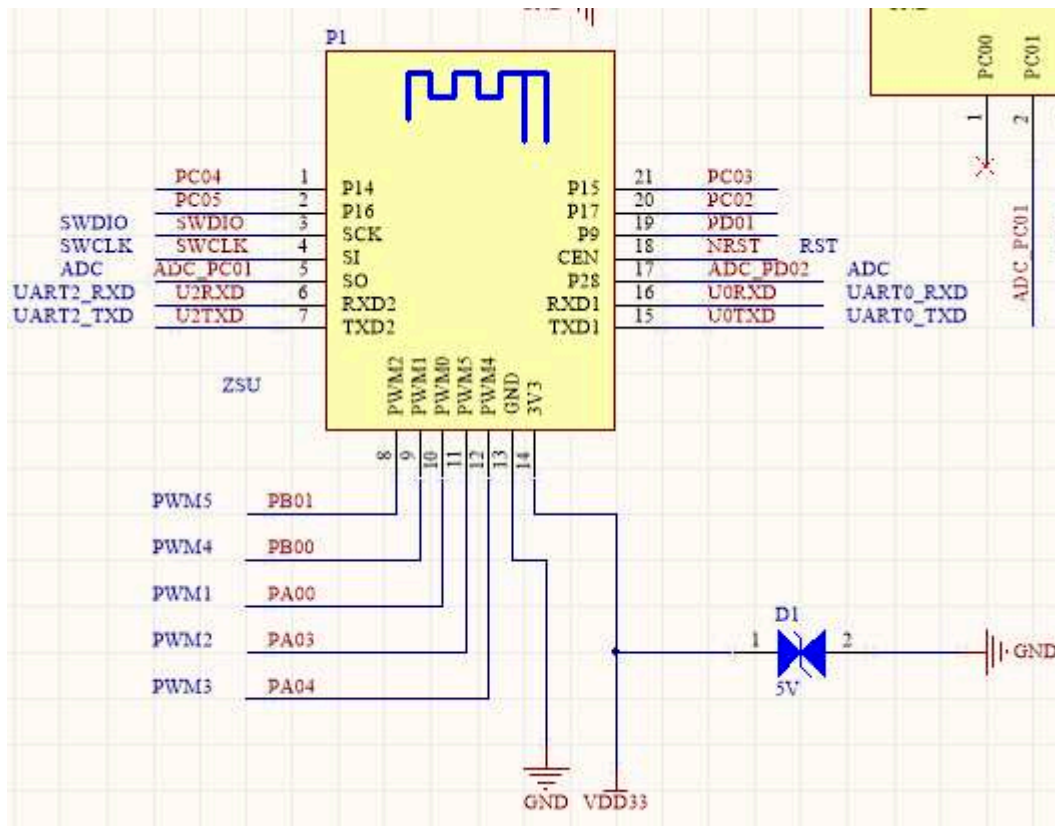 P1
PC00
PC01
1
2
ADC_PC01
PC04 1 P14
PC05 2 P16
SWDIO SWDIO 3 SCK
SWCLK SWCLK 4 SI
ADC ADC_PC01 5 SO
UART2_RXD U2RXD 6 RXD2
UART2_TXD U2TXD 7 TXD2
P15 21 PC03
P17 20 PC02
P9 19 PD01
CEN 18 NRST RST
P28 17 ADC_PD02 ADC
RXD1 16 U0RXD UART0_RXD
TXD1 15 U0TXD UART0_TXD
ZSU
PWM2 8
PWM1 9
PWM0 10
PWM5 11
PWM4 12
GND 13
3V3 14
PWM5 PB01
PWM4 PB00
PWM1 PA00
PWM2 PA03
PWM3 PA04
D1
1 2
5V
GND
GND VDD33